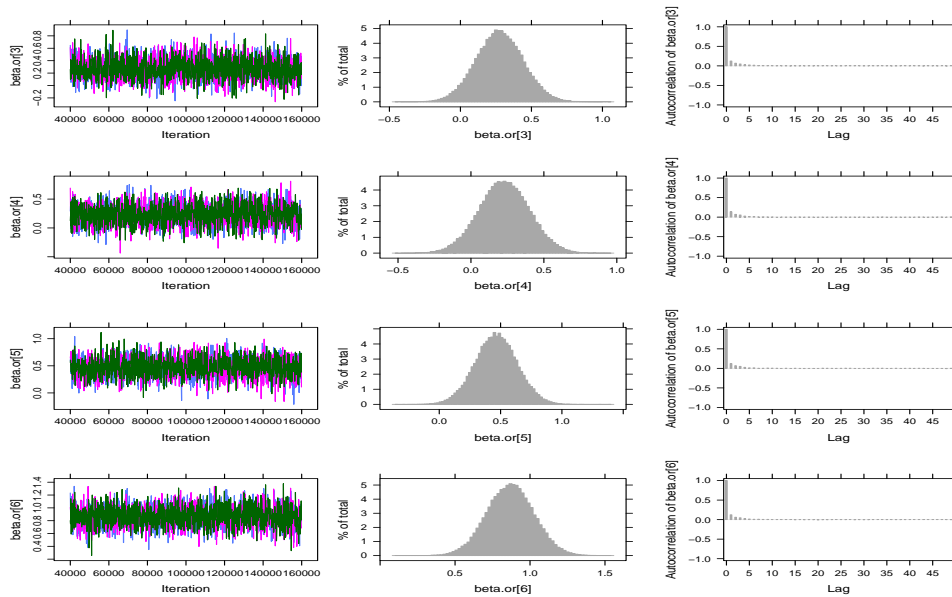 beta.or[3]
0.2 0.4 0.6 0.8
−0.2
40000 60000 80000 100000 120000 140000 160000
Iteration
% of total
5
4
3
2
1
0
−0.5 0.0 0.5 1.0
beta.or[3]
Autocorrelation of beta.or[3]
1.0
0.5
0.0
−0.5
−1.0
0 5 10 15 20 25 30 35 40 45
Lag
beta.or[4]
0.5
0.0
40000 60000 80000 100000 120000 140000 160000
Iteration
% of total
4
3
2
1
0
−0.5 0.0 0.5 1.0
beta.or[4]
Autocorrelation of beta.or[4]
1.0
0.5
0.0
−0.5
−1.0
0 5 10 15 20 25 30 35 40 45
Lag
beta.or[5]
1.0
0.5
0.0
40000 60000 80000 100000 120000 140000 160000
Iteration
% of total
4
3
2
1
0
0.0 0.5 1.0
beta.or[5]
Autocorrelation of beta.or[5]
1.0
0.5
0.0
−0.5
−1.0
0 5 10 15 20 25 30 35 40 45
Lag
beta.or[6]
0.4 0.6 0.8 1.0 1.2 1.4
40000 60000 80000 100000 120000 140000 160000
Iteration
% of total
5
4
3
2
1
0
0.5 1.0 1.5
beta.or[6]
Autocorrelation of beta.or[6]
1.0
0.5
0.0
−0.5
−1.0
0 5 10 15 20 25 30 35 40 45
Lag